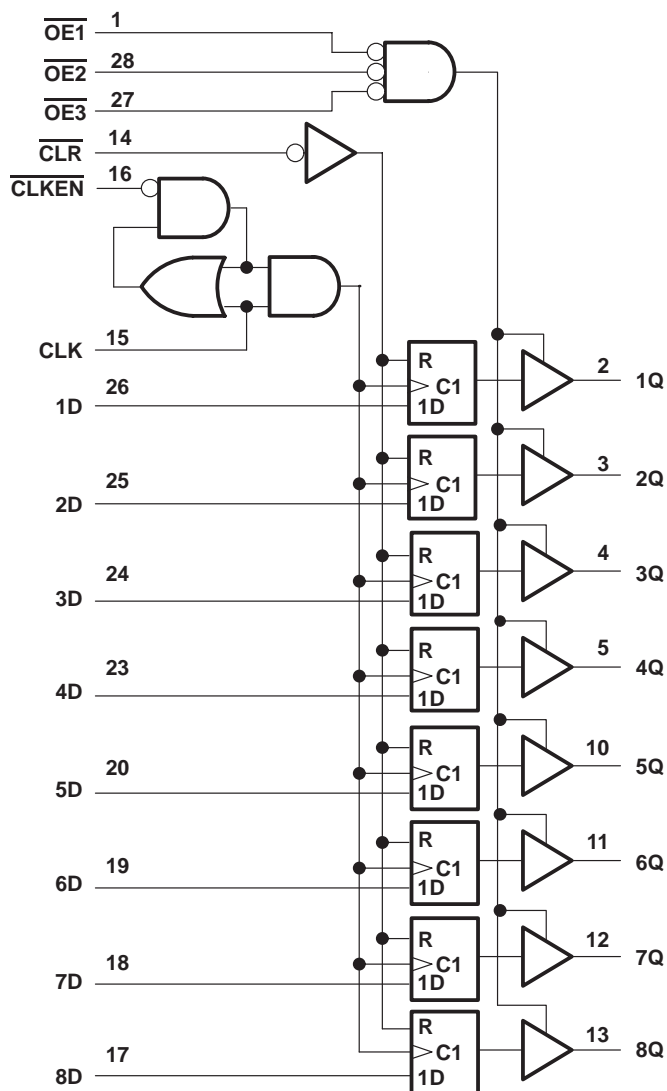 OE1 1
OE2 28
OE3 27
CLR 14
CLKEN 16
CLK 15
R
C1
1D
1D 26
2 1Q
R
C1
1D
2D 25
3 2Q
R
C1
1D
3D 24
4 3Q
R
C1
1D
4D 23
5 4Q
R
C1
1D
5D 20
10 5Q
R
C1
1D
6D 19
11 6Q
R
C1
1D
7D 18
12 7Q
R
C1
1D
8D 17
13 8Q